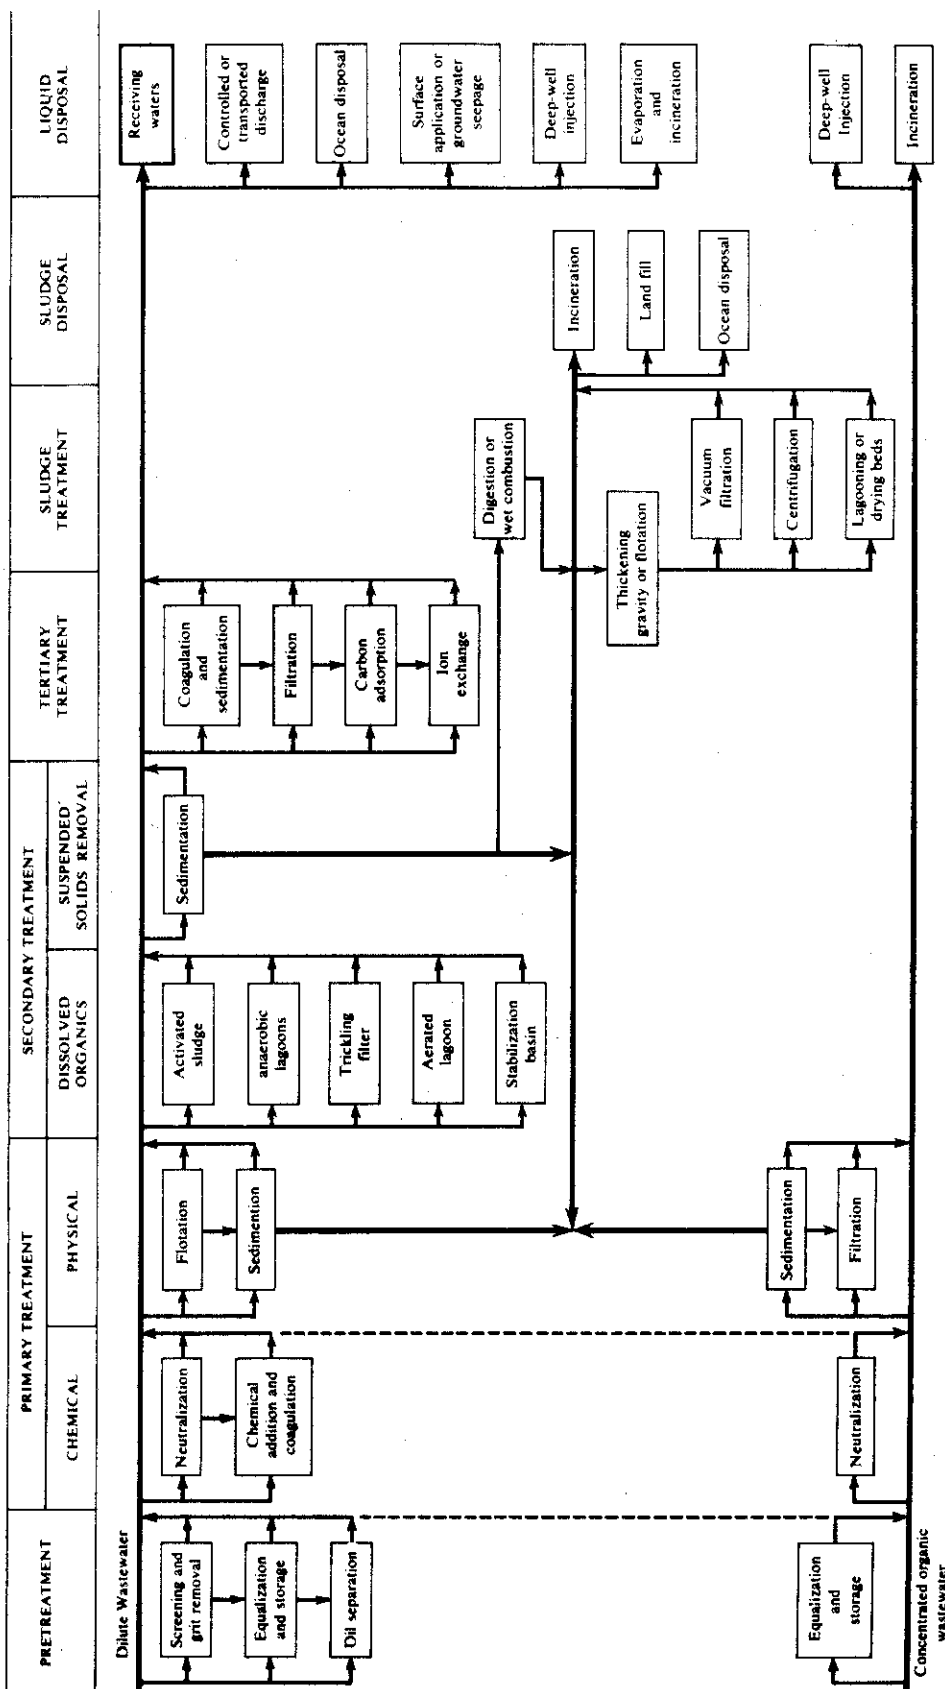 PRETREATMENT
PRIMARY TREATMENT
SECONDARY TREATMENT
TERTIARY
TREATMENT
SLUDGE
TREATMENT
SLUDGE
DISPOSAL
LIQUID
DISPOSAL
CHEMICAL
PHYSICAL
DISSOLVED
ORGANICS
SUSPENDED
SOLIDS REMOVAL
Dilute Wastewater
Screening and
grit removal
Equalization
and storage
Oil separation
Neutralization
Chemical
addition and
coagulation
Flotation
Sedimention
Activated
sludge
anaerobic
lagoons
Trickling
filter
Aerated
lagoon
Stabilization
basin
Sedimentation
Coagulation
and
sedimentation
Filtration
Carbon
adsorption
Ion
exchange
Digestion or
wet combustion
Thickening
gravity or flotation
Vacuum
filtration
Centrifugation
Lagooning or
drying beds
Incineration
Land fill
Ocean disposal
Receiving
waters
Controlled or
transported
discharge
Ocean disposal
Surface
application or
groundwater
seepage
Deep-well
injection
Evaporation
and
incineration
Deep-well
Injection
Incineration
Equalization
and
storage
Neutralization
Sedimentation
Filtration
Concentrated organic
wastewater